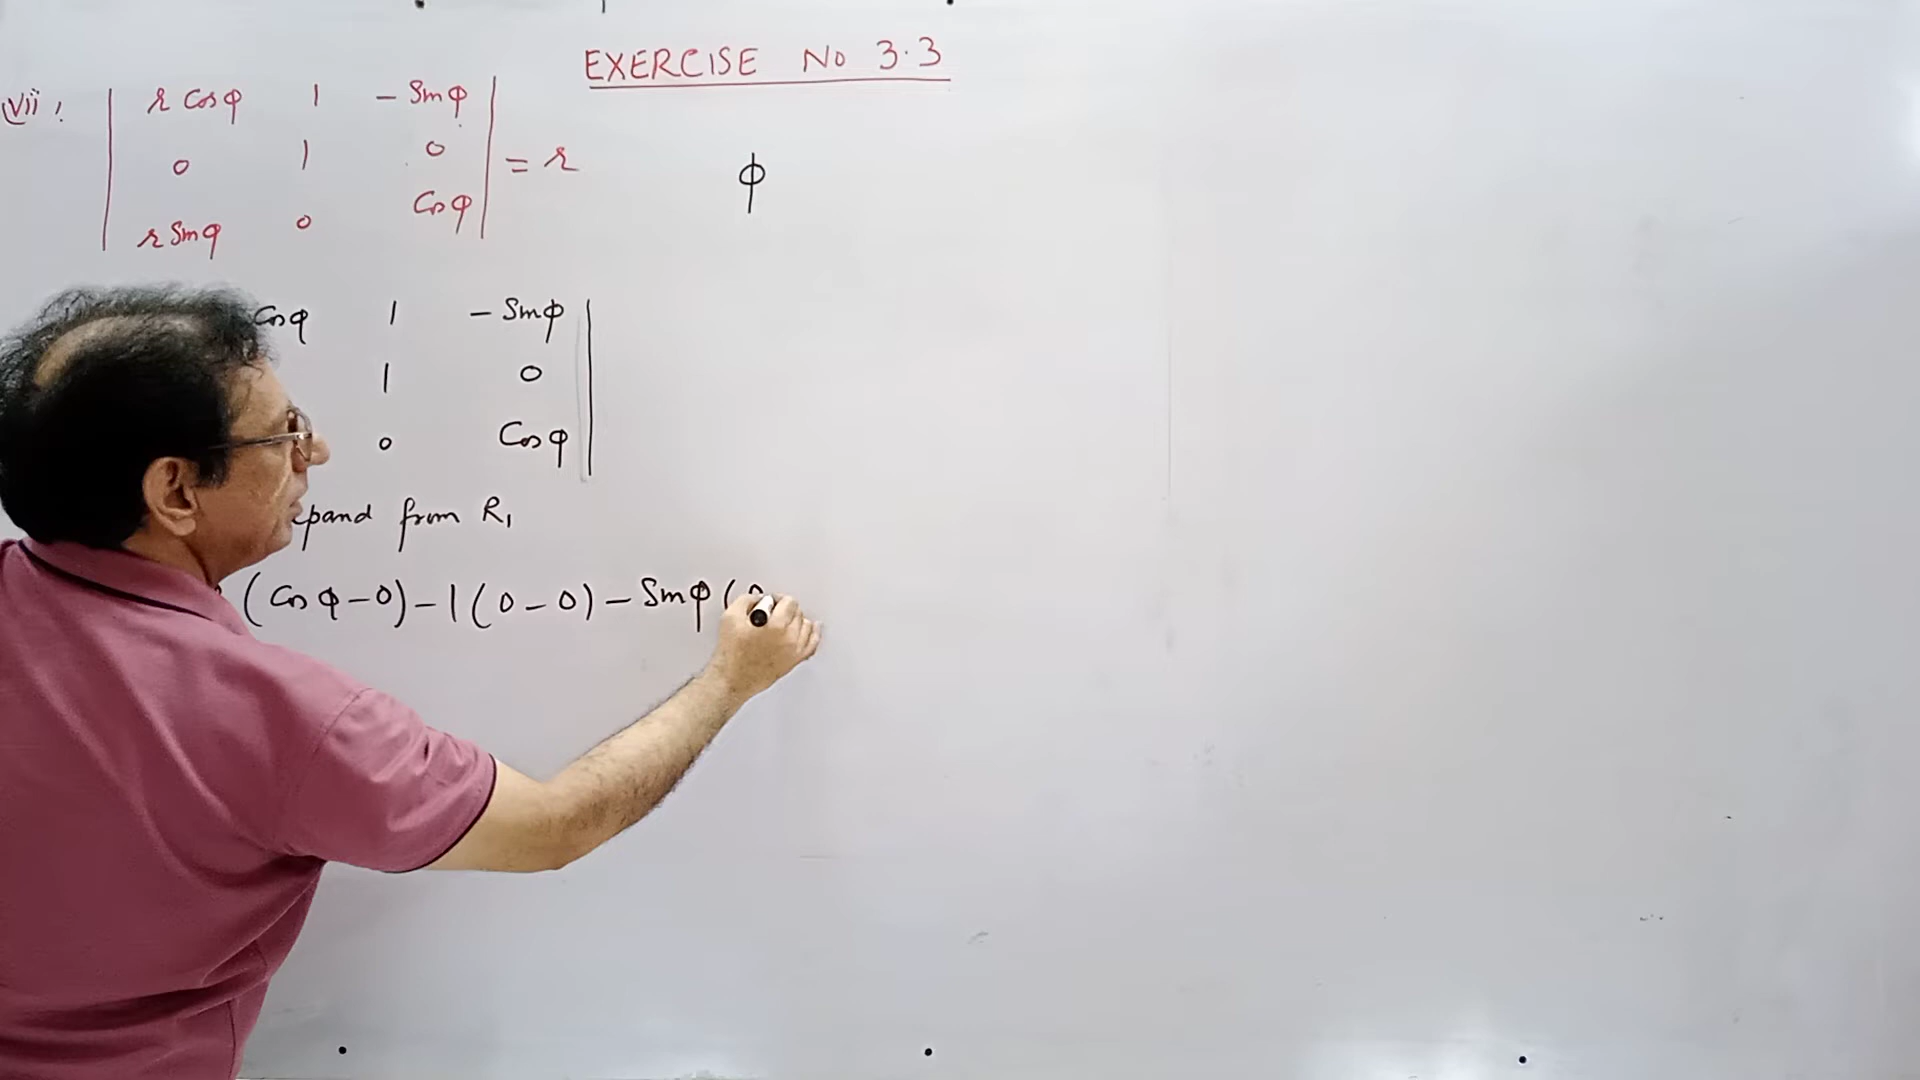 EXERCISE No 3.3
vii: | r Cosφ 1 - Sinφ |
| 0 1 0 | = r
| r Sinφ 0 Cosφ |
φ
Cosφ 1 - Sinφ |
1 0
0 Cosφ
pand from R₁
(Cosφ-0)-1(0-0)-Sinφ(0